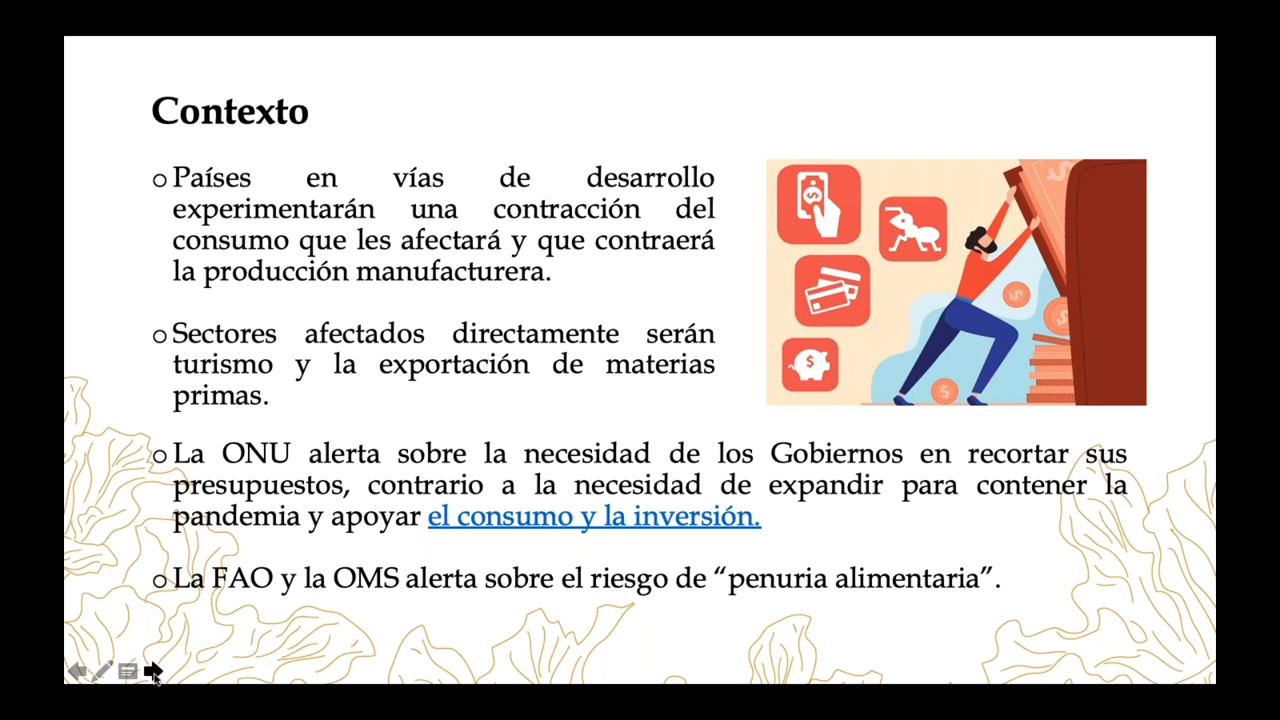 Contexto
o Países en vías de desarrollo
experimentarán una contracción del
consumo que les afectará y que contraerá
la producción manufacturera.
o Sectores afectados directamente serán
turismo y la exportación de materias
primas.
o La ONU alerta sobre la necesidad de los Gobiernos en recortar sus
presupuestos, contrario a la necesidad de expandir para contener la
pandemia y apoyar el consumo y la inversión.
o La FAO y la OMS alerta sobre el riesgo de “penuria alimentaria”.